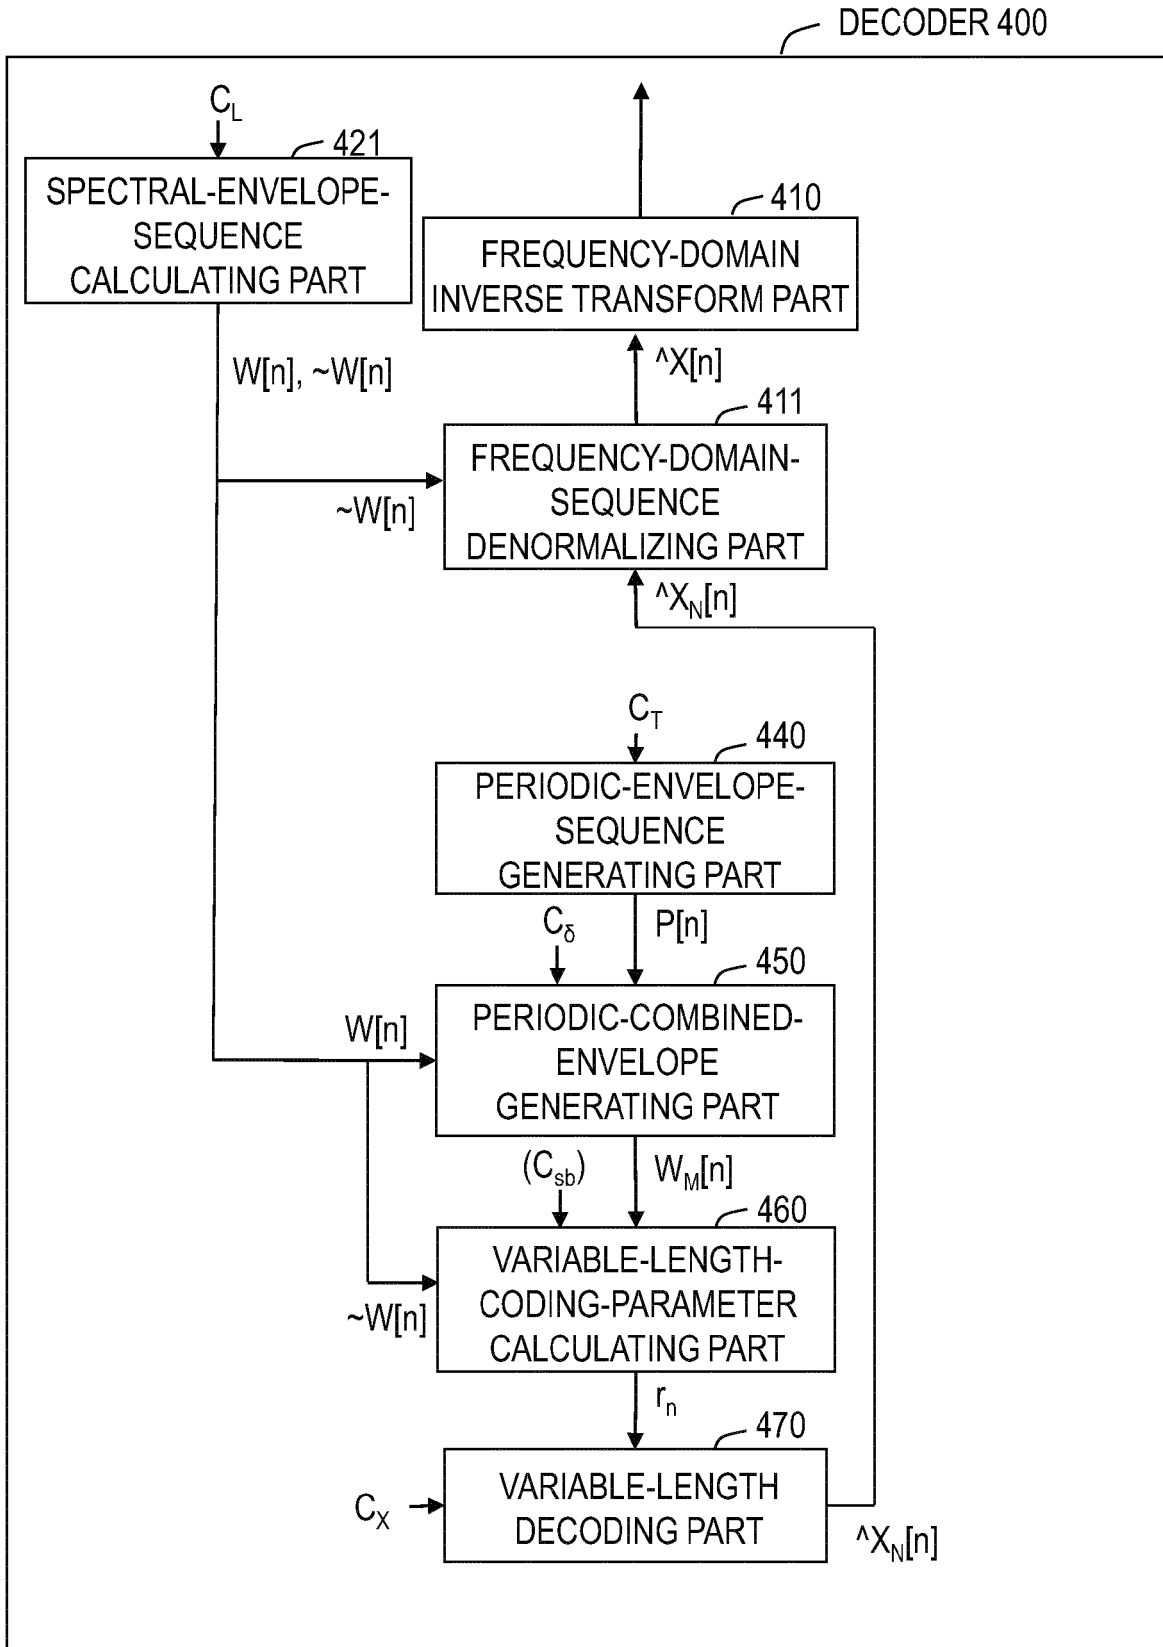 DECODER 400
C_L
421
SPECTRAL-ENVELOPE-
SEQUENCE
CALCULATING PART
410
FREQUENCY-DOMAIN
INVERSE TRANSFORM PART
W[n], ~W[n]
^X[n]
411
FREQUENCY-DOMAIN-
SEQUENCE
DENORMALIZING PART
~W[n]
^X_N[n]
C_T
440
PERIODIC-ENVELOPE-
SEQUENCE
GENERATING PART
C_δ
P[n]
450
PERIODIC-COMBINED-
ENVELOPE
GENERATING PART
W[n]
(C_sb)
W_M[n]
460
VARIABLE-LENGTH-
CODING-PARAMETER
CALCULATING PART
~W[n]
r_n
470
VARIABLE-LENGTH
DECODING PART
C_X
^X_N[n]